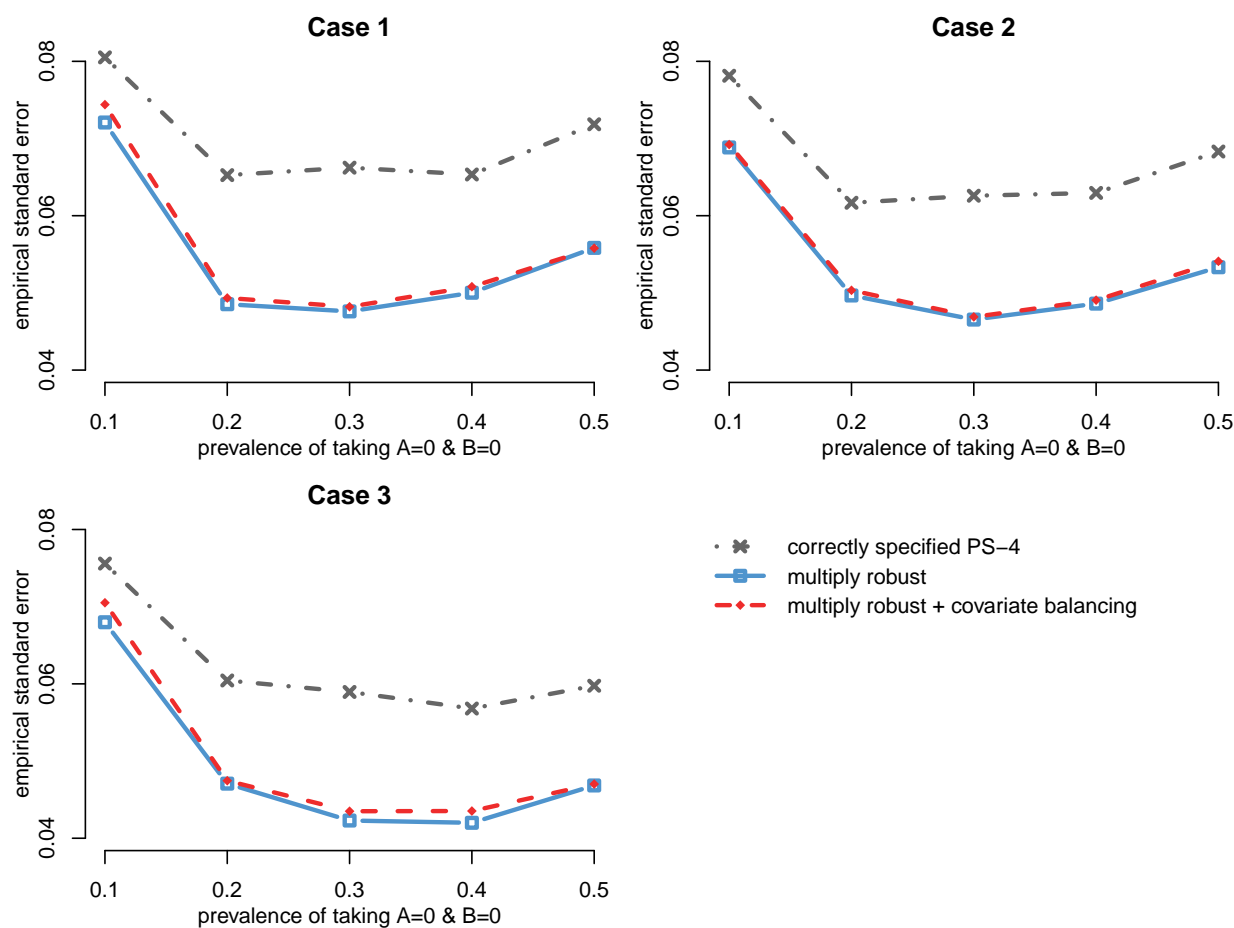 Case 1
empirical standard error
0.08
0.06
0.04
0.1 0.2 0.3 0.4 0.5
prevalence of taking A=0 & B=0
Case 2
empirical standard error
0.08
0.06
0.04
0.1 0.2 0.3 0.4 0.5
prevalence of taking A=0 & B=0
Case 3
empirical standard error
0.08
0.06
0.04
0.1 0.2 0.3 0.4 0.5
prevalence of taking A=0 & B=0
correctly specified PS−4
multiply robust
multiply robust + covariate balancing